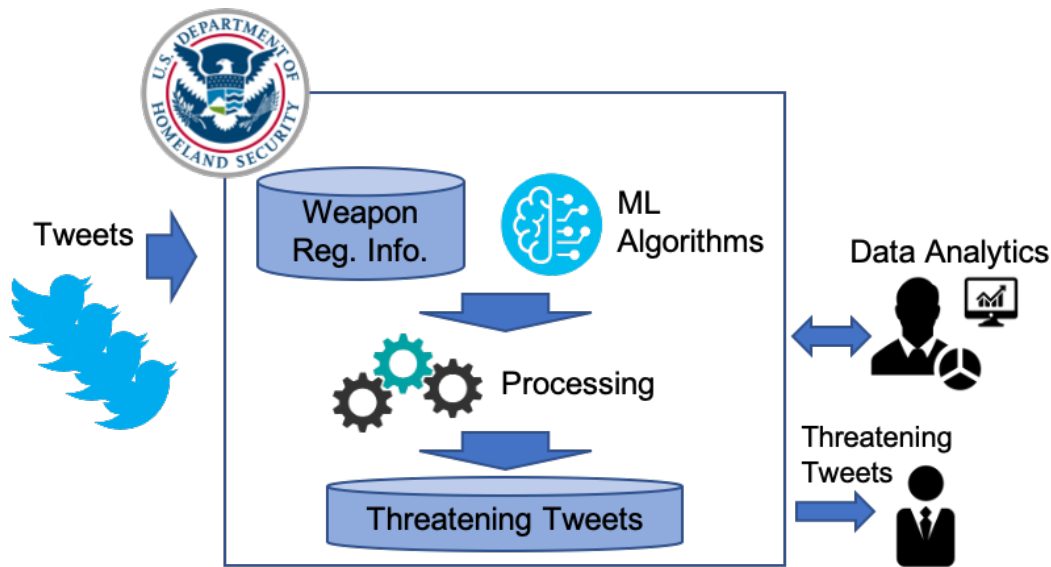 U.S. DEPARTMENT OF
HOMELAND SECURITY
Tweets
Weapon
Reg. Info.
ML
Algorithms
Processing
Threatening Tweets
Data Analytics
Threatening
Tweets